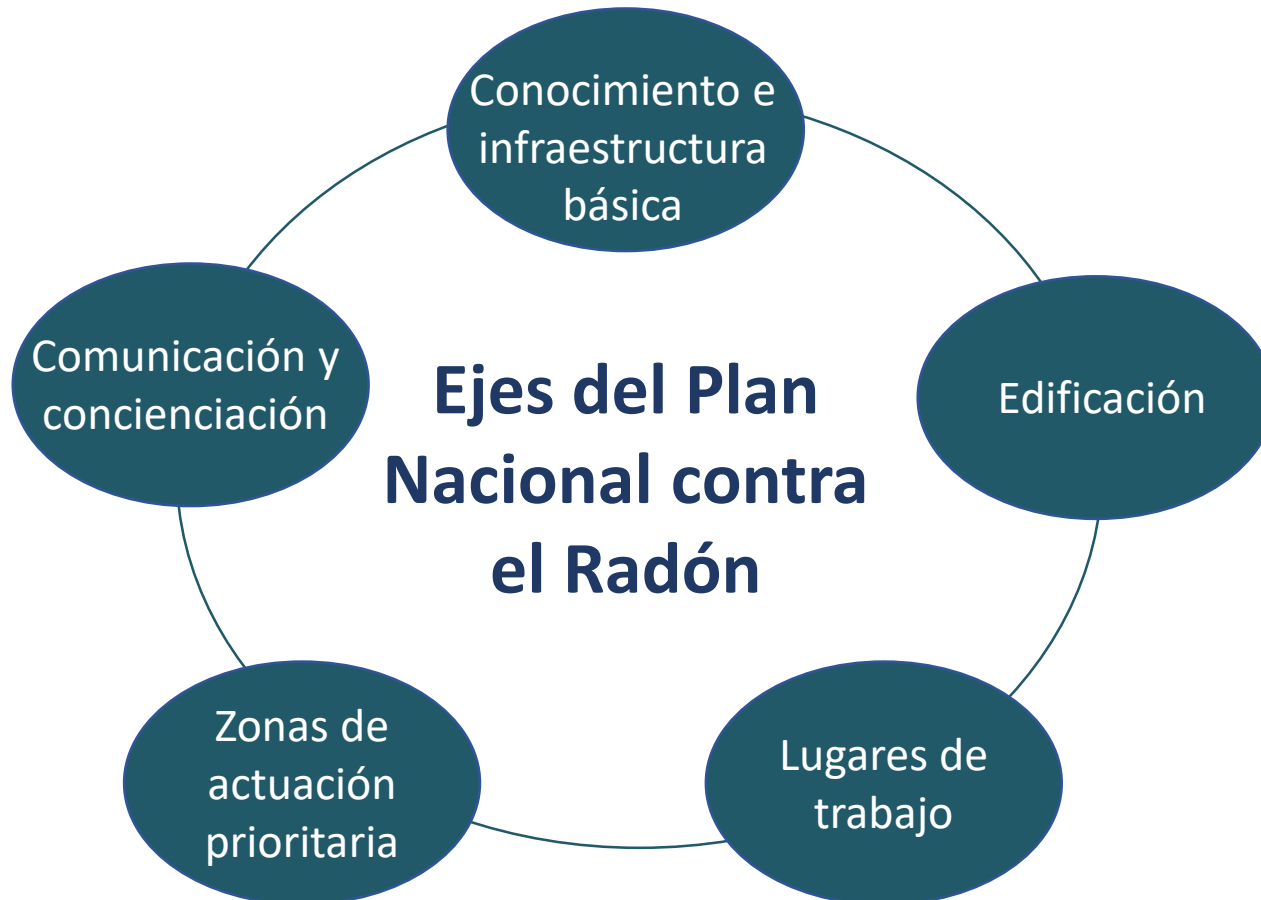 Conocimiento e
infraestructura
básica
Comunicación y
concienciación
Ejes del Plan
Nacional contra
el Radón
Edificación
Zonas de
actuación
prioritaria
Lugares de
trabajo